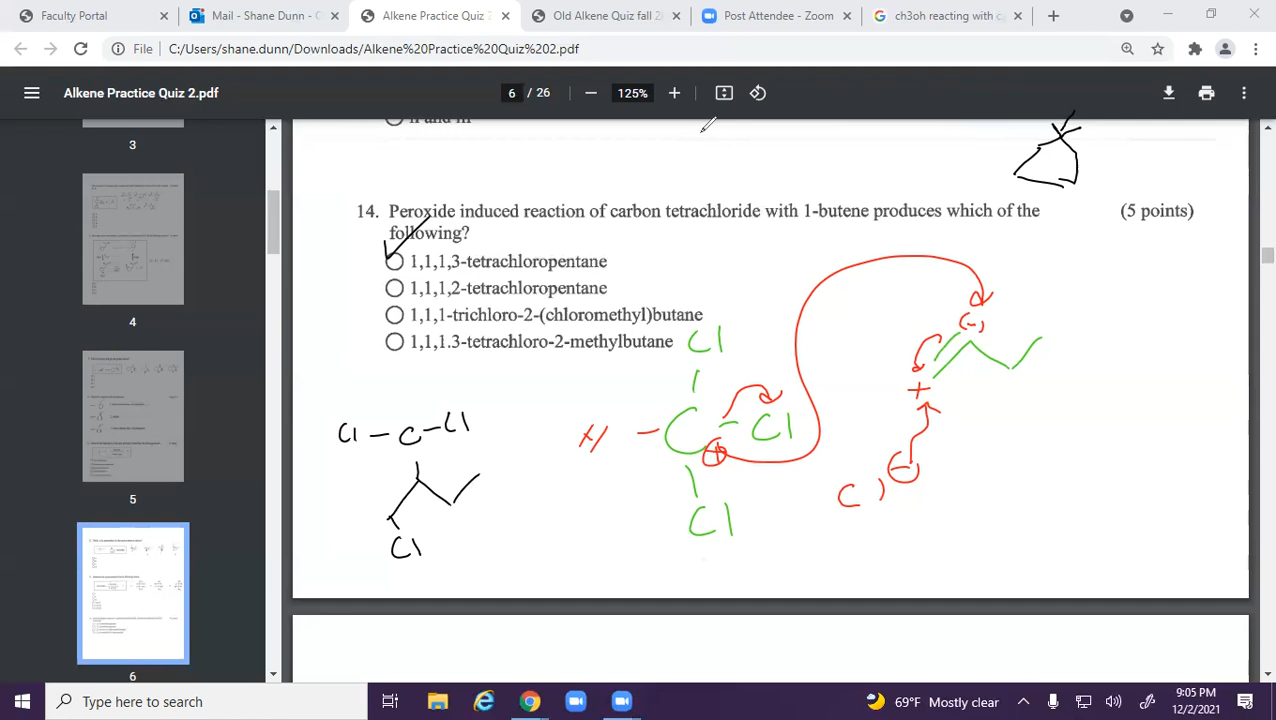 Faculty Portal
Mail - Shane Dunn - C
Alkene Practice Quiz 2
Old Alkene Quiz fall 2
Post Attendee - Zoom
ch3oh reacting with c
File
C:/Users/shane.dunn/Downloads/Alkene%20Practice%20Quiz%202.pdf
Alkene Practice Quiz 2.pdf
6 / 26
125%
3
4
5
6
II and III
14. Peroxide induced reaction of carbon tetrachloride with 1-butene produces which of the (5 points)
following?
1,1,1,3-tetrachloropentane
1,1,1,2-tetrachloropentane
1,1,1-trichloro-2-(chloromethyl)butane
1,1,1.3-tetrachloro-2-methylbutane
Cl
(-)
+
Cl - C - Cl
H - C - Cl
+
Cl -
Cl
Cl
Type here to search
69°F Mostly clear
9:05 PM
12/2/2021